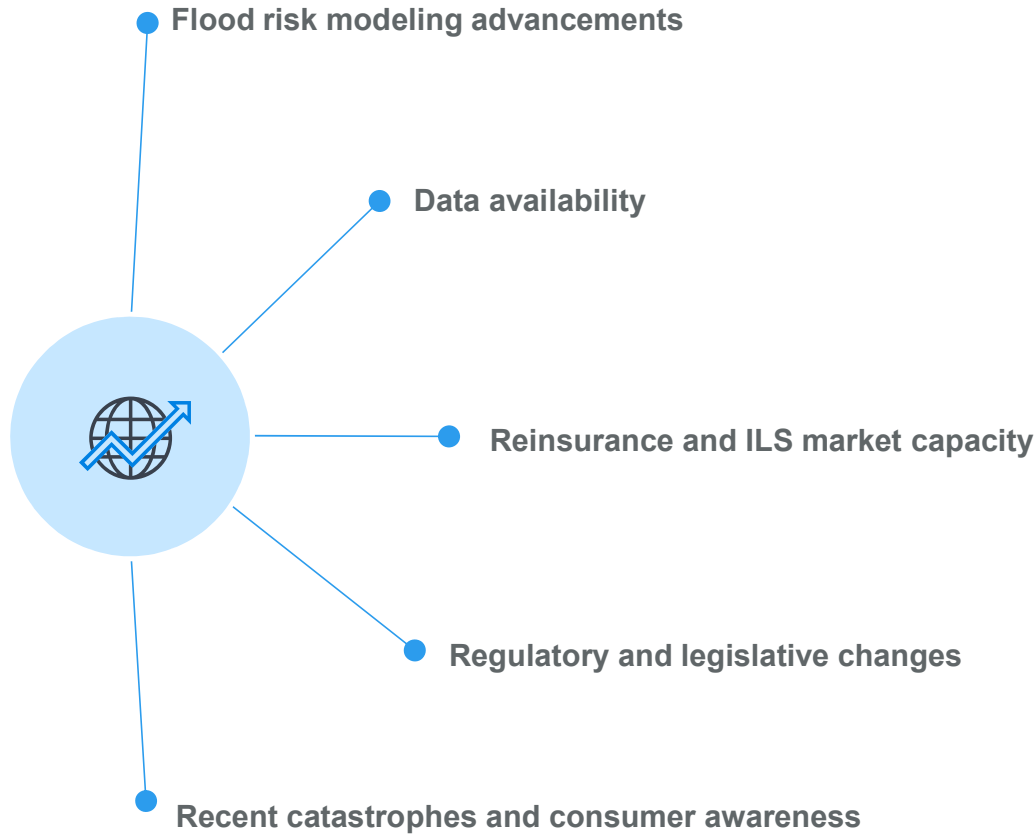 Flood risk modeling advancements
Data availability
Reinsurance and ILS market capacity
Regulatory and legislative changes
Recent catastrophes and consumer awareness